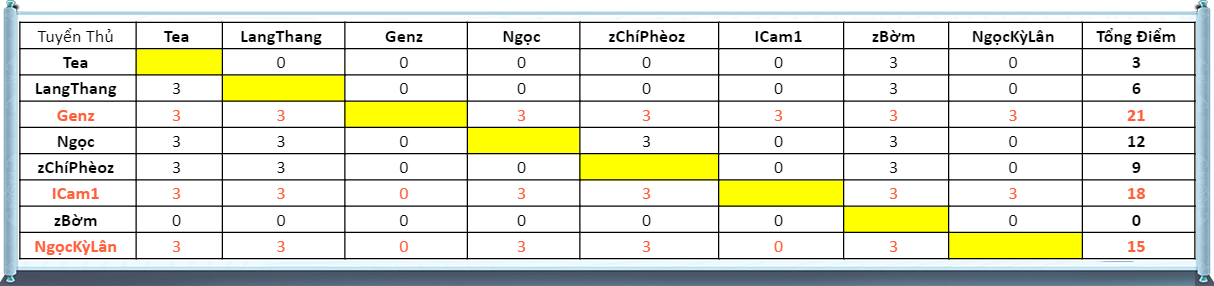 Tuyển Thủ Tea LangThang Genz Ngọc zChíPhèoz ICam1 zBờm NgọcKỳLân Tổng Điểm
Tea 0 0 0 0 0 3 0 3
LangThang 3 0 0 0 0 3 0 6
Genz 3 3 3 3 3 3 3 21
Ngọc 3 3 0 3 0 3 0 12
zChíPhèoz 3 3 0 0 0 3 0 9
ICam1 3 3 0 3 3 3 3 18
zBờm 0 0 0 0 0 0 0 0
NgọcKỳLân 3 3 0 3 3 0 3 15